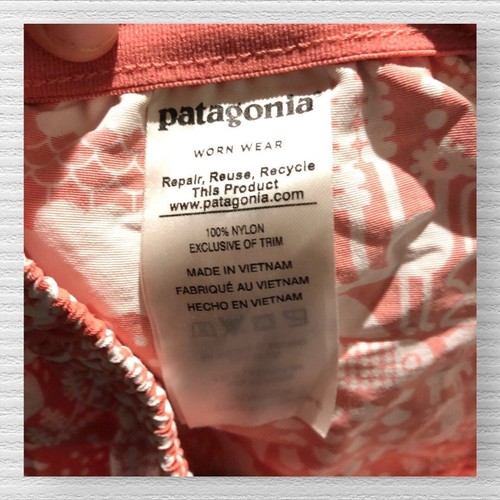 patagonia
WORN WEAR
Repair, Reuse, Recycle
This Product
www.patagonia.com
100% NYLON
EXCLUSIVE OF TRIM
MADE IN VIETNAM
FABRIQUÉ AU VIETNAM
HECHO EN VIETNAM